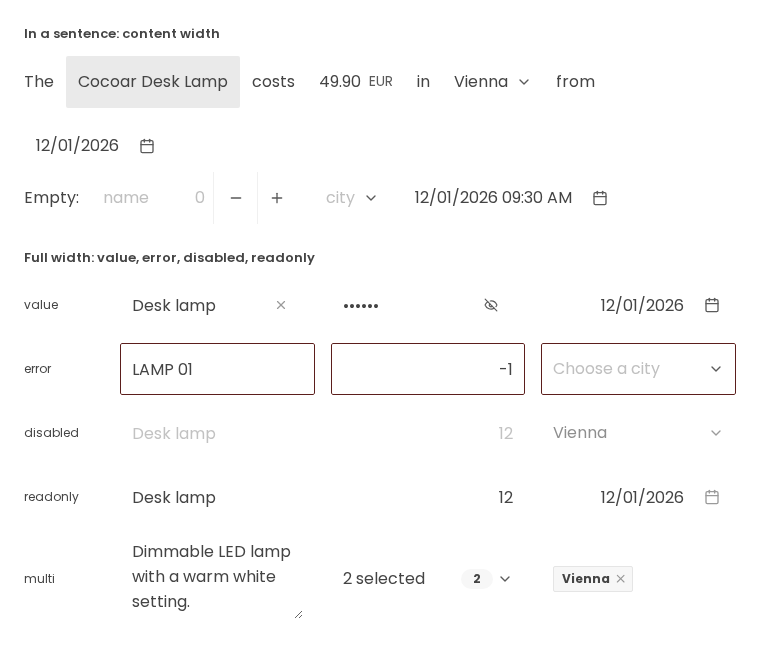 In a sentence: content width
The Cocoar Desk Lamp costs 49.90 EUR in Vienna from
12/01/2026
Empty: name 0 city 12/01/2026 09:30 AM
Full width: value, error, disabled, readonly
value Desk lamp •••••• 12/01/2026
error LAMP 01 -1 Choose a city
disabled Desk lamp 12 Vienna
readonly Desk lamp 12 12/01/2026
multi Dimmable LED lamp
with a warm white
setting.
2 selected 2 Vienna